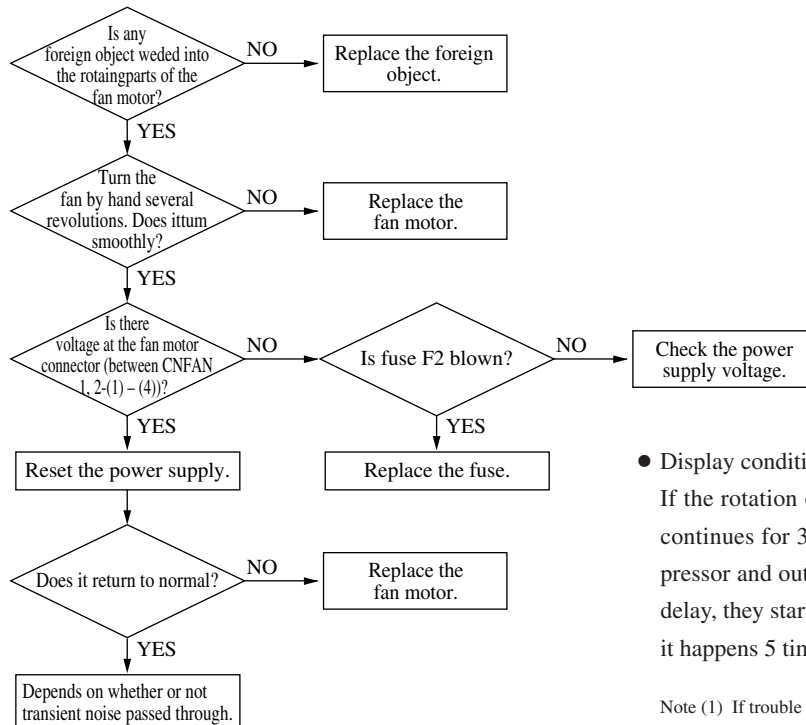 Is any
foreign object weded into
the rotaingparts of the
fan motor?
NO
Replace the foreign
object.
YES
Turn the
fan by hand several
revolutions. Does ittum
smoothly?
NO
Replace the
fan motor.
YES
Is there
voltage at the fan motor
connector (between CNFAN
1, 2-(1) – (4))?
NO
Is fuse F2 blown?
NO
Check the power
supply voltage.
YES
YES
Reset the power supply.
Replace the fuse.
Does it return to normal?
NO
Replace the
fan motor.
YES
Depends on whether or not
transient noise passed through.
● Display conditi
If the rotation
continues for 3
pressor and out
delay, they star
it happens 5 tim
Note (1) If trouble